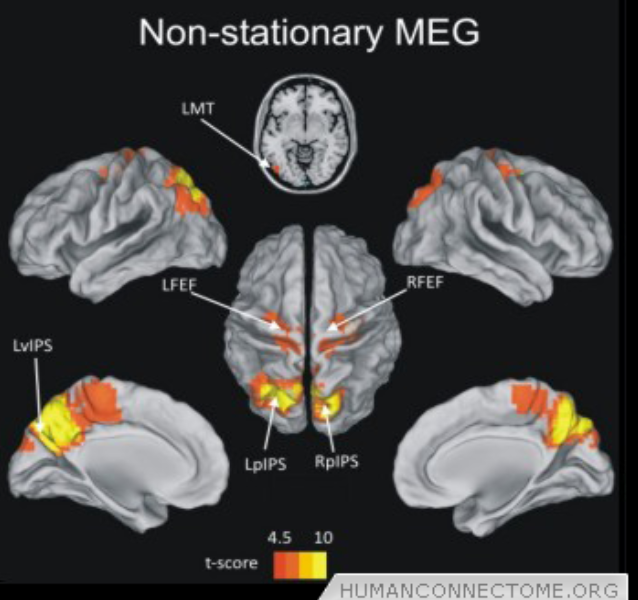 Non-stationary MEG
LMT
LFEF
RFEF
LvIPS
LpIPS
RpIPS
4.5 10
t-score
HUMANCONNECTOME.ORG